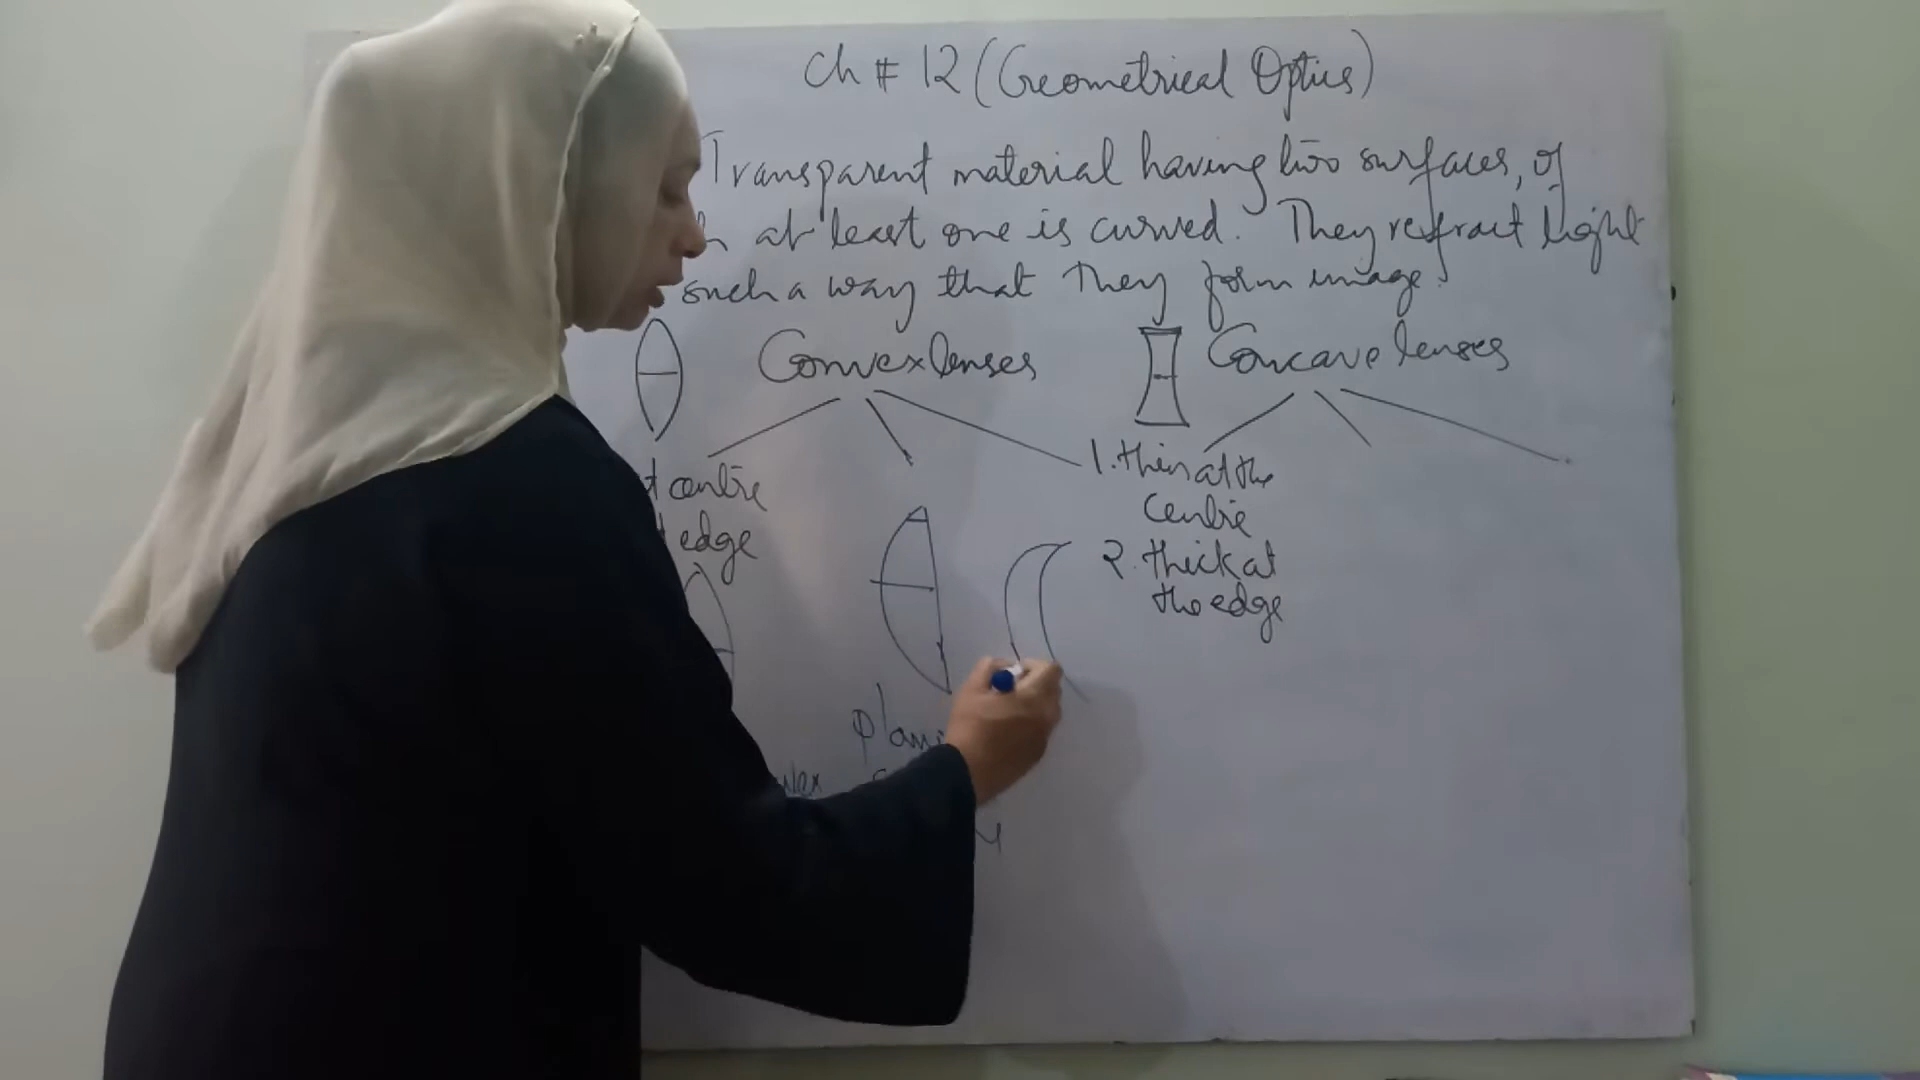 Ch # 12 (Geometrical Optics)
Transparent material having two surfaces, of
at least one is curved. They refract light
such a way that they form image.
Convex lenses
Concave lenses
centre
edge
1. thin at the
centre
2. thick at
the edge